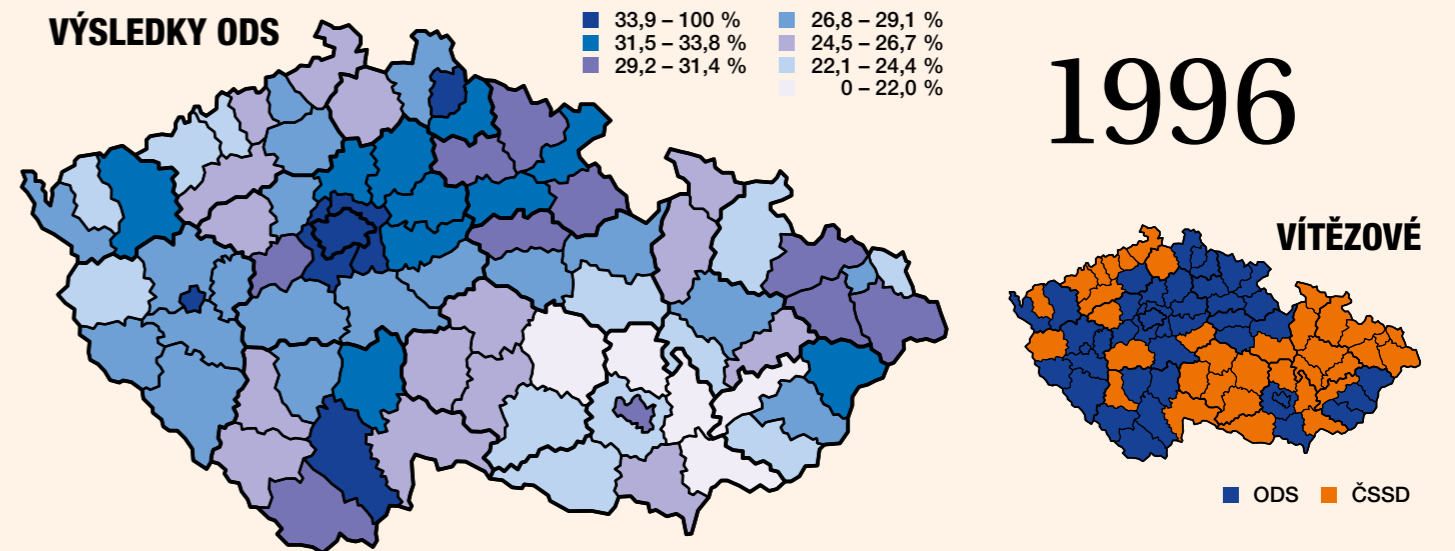 VÝSLEDKY ODS
33,9 – 100 %
31,5 – 33,8 %
29,2 – 31,4 %
26,8 – 29,1 %
24,5 – 26,7 %
22,1 – 24,4 %
0 – 22,0 %
1996
VÍTĚZOVÉ
ODS ČSSD